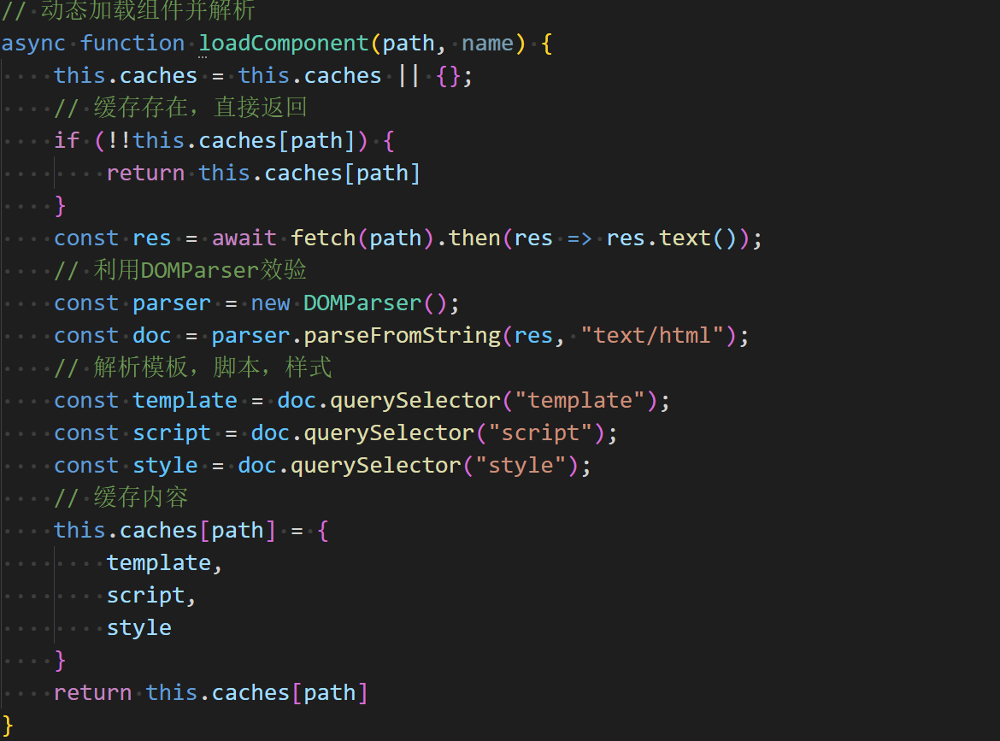 // 动态加载组件并解析
async function loadComponent(path, name) {
    this.caches = this.caches || {};
    // 缓存存在，直接返回
    if (!!this.caches[path]) {
        return this.caches[path]
    }
    const res = await fetch(path).then(res => res.text());
    // 利用DOMParser效验
    const parser = new DOMParser();
    const doc = parser.parseFromString(res, "text/html");
    // 解析模板，脚本，样式
    const template = doc.querySelector("template");
    const script = doc.querySelector("script");
    const style = doc.querySelector("style");
    // 缓存内容
    this.caches[path] = {
        template,
        script,
        style
    }
    return this.caches[path]
}